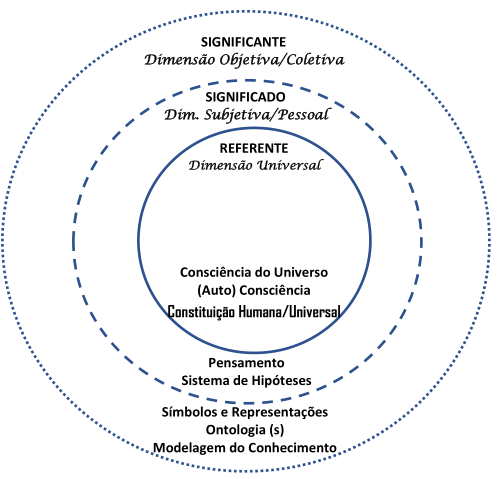 SIGNIFICANTE
Dimensão Objetiva/Coletiva
SIGNIFICADO
Dim. Subjetiva/Pessoal
REFERENTE
Dimensão Universal
Consciência do Universo
(Auto) Consciência
Constituição Humana/Universal
Pensamento
Sistema de Hipóteses
Símbolos e Representações
Ontologia (s)
Modelagem do Conhecimento